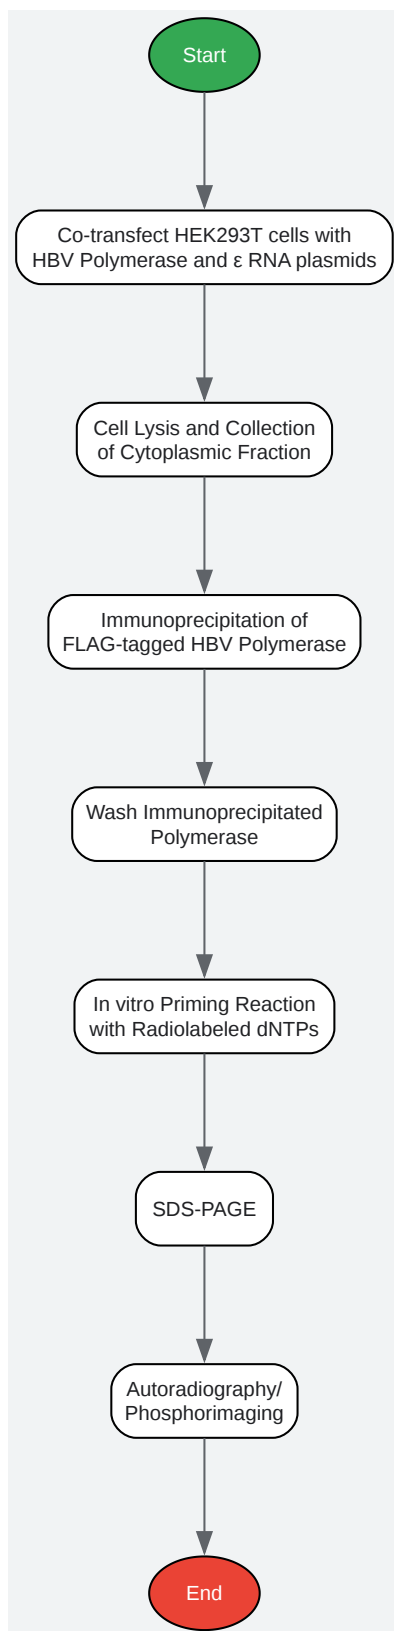 Start
Co-transfect HEK293T cells with
HBV Polymerase and ε RNA plasmids
Cell Lysis and Collection
of Cytoplasmic Fraction
Immunoprecipitation of
FLAG-tagged HBV Polymerase
Wash Immunoprecipitated
Polymerase
In vitro Priming Reaction
with Radiolabeled dNTPs
SDS-PAGE
Autoradiography/
Phosphorimaging
End